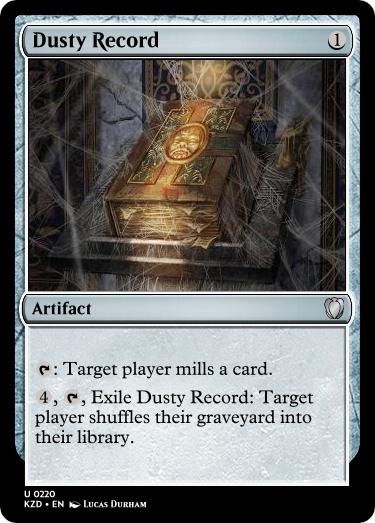 Dusty Record 1
Artifact
: Target player mills a card.
4, , Exile Dusty Record: Target
player shuffles their graveyard into
their library.
U 0220
KZD • EN Lucas Durham